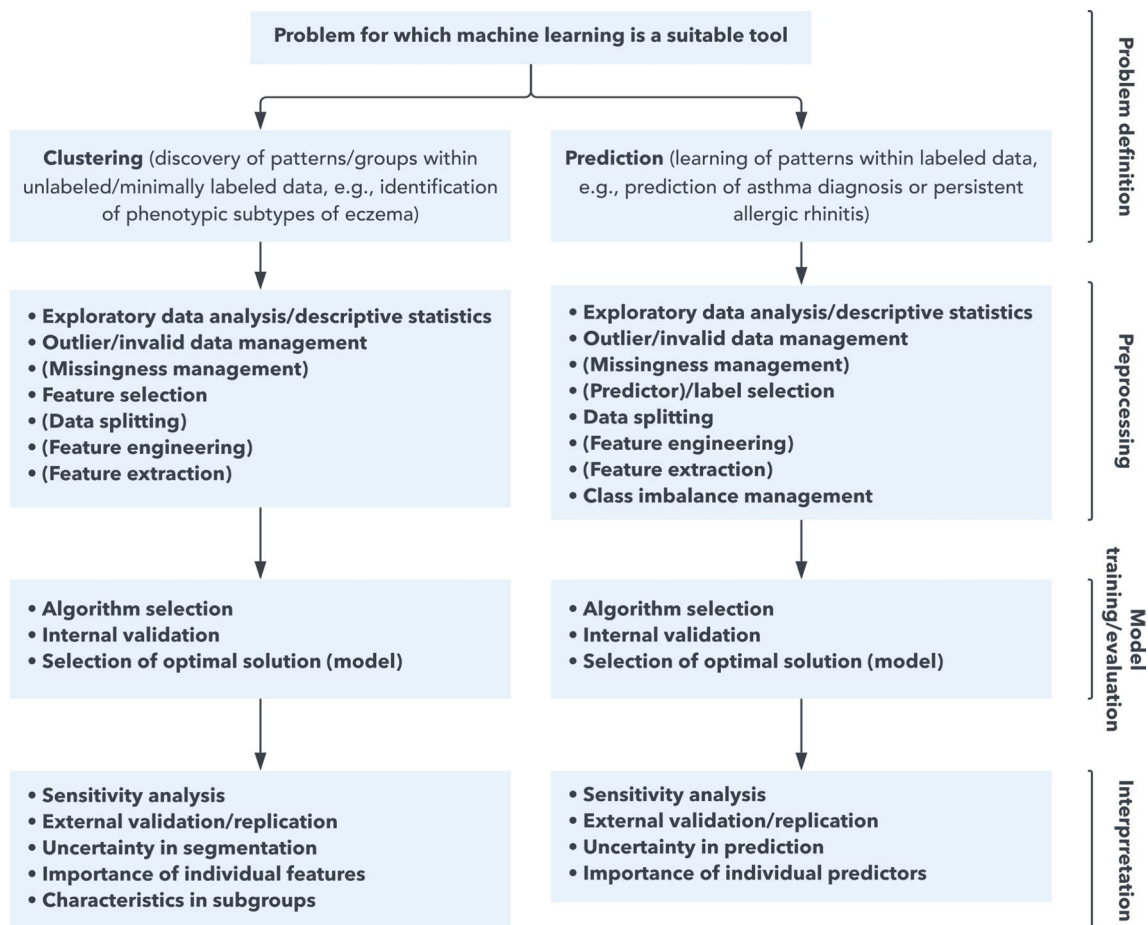 Problem for which machine learning is a suitable tool
Clustering (discovery of patterns/groups within
unlabeled/minimally labeled data, e.g., identification
of phenotypic subtypes of eczema)
Prediction (learning of patterns within labeled data,
e.g., prediction of asthma diagnosis or persistent
allergic rhinitis)
Problem definition
• Exploratory data analysis/descriptive statistics
• Outlier/invalid data management
• (Missingness management)
• Feature selection
• (Data splitting)
• (Feature engineering)
• (Feature extraction)
• Exploratory data analysis/descriptive statistics
• Outlier/invalid data management
• (Missingness management)
• (Predictor)/label selection
• Data splitting
• (Feature engineering)
• (Feature extraction)
• Class imbalance management
Preprocessing
• Algorithm selection
• Internal validation
• Selection of optimal solution (model)
• Algorithm selection
• Internal validation
• Selection of optimal solution (model)
Model
training/evaluation
• Sensitivity analysis
• External validation/replication
• Uncertainty in segmentation
• Importance of individual features
• Characteristics in subgroups
• Sensitivity analysis
• External validation/replication
• Uncertainty in prediction
• Importance of individual predictors
Interprretation